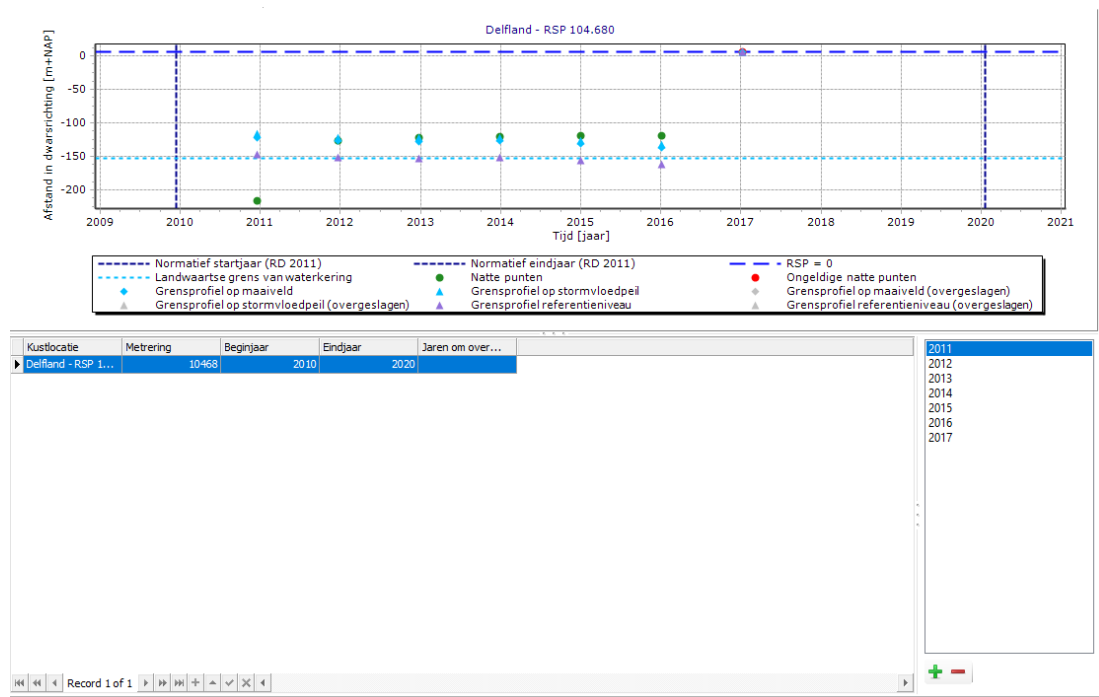 Delfland - RSP 104.680
Afstand in dwarsrichting [m+NAP]
0
-50
-100
-150
-200
2009 2010 2011 2012 2013 2014 2015 2016 2017 2018 2019 2020 2021
Tijd [jaar]
Normatief startjaar (RD 2011) Normatief eindjaar (RD 2011) RSP = 0
Landwaartse grens van waterkering Natte punten Ongeldige natte punten
Grensprofiel op maaiveld Grensprofiel op stormvloedpeil Grensprofiel op maaiveld (overgeslagen)
Grensprofiel op stormvloedpeil (overgeslagen) Grensprofiel referentieniveau Grensprofiel referentieniveau (overgeslagen)
Kustlocatie Metrering Beginjaar Eindjaar Jaren om over...
Delfland - RSP 1... 10468 2010 2020
2011
2012
2013
2014
2015
2016
2017
Record 1 of 1